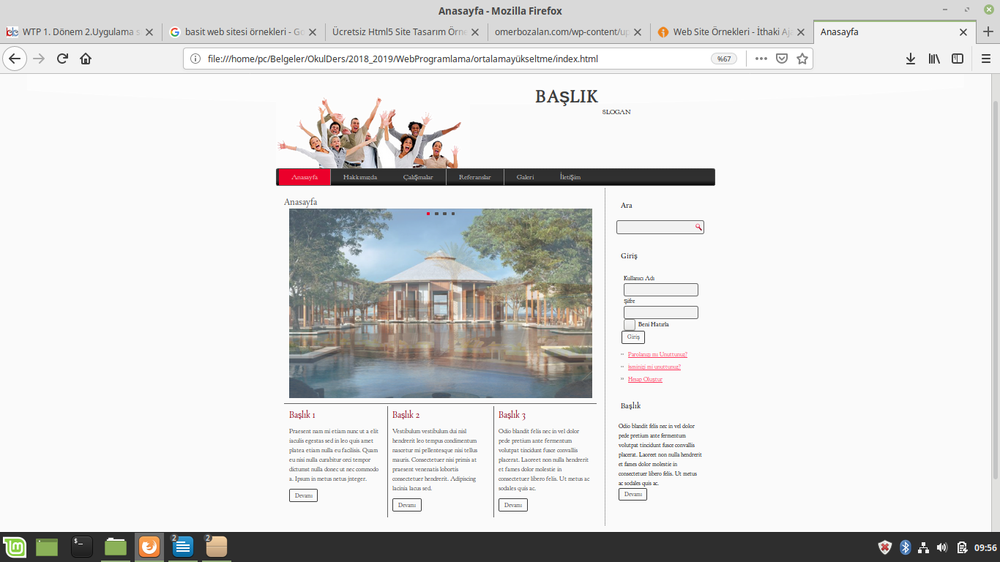 Anasayfa - Mozilla Firefox
WTP 1. Dönem 2.Uygulama s
basit web sitesi örnekleri - Go
Ücretsiz Html5 Site Tasarım Örne
omerbozalan.com/wp-content/up
Web Site Örnekleri - İthaki Aja
Anasayfa
file:///home/pc/Belgeler/OkulDers/2018_2019/WebProgramlama/ortalamayükseltme/index.html
%67
BAŞLIK
SLOGAN
Anasayfa Hakkımızda Çalışmalar Referanslar Galeri İletişim
Anasayfa
Başlık 1
Praesent nam mi etiam nunc ut a elit
iaculis egestas sed in leo quis amet
platea etiam nulla eu facilisis. Quam
eu nisi nulla curabitur orci tempor
dictumst nulla donec ut nec commodo
a. Ipsum in metus netus jnteger.
Devamı
Başlık 2
Vestibulum vestibulum dui nisl
hendrerit leo tempus condimentum
nascetur mi pellentesque nisi tellus
mauris. Consectetuer nisi primis at
praesent venenatis lobortis
consectetuer hendrerit. Adipiscing
lacinia lacus sed.
Devamı
Başlık 3
Odio blandit felis nec in vel dolor
pede pretium ante fermentum
volutpat tincidunt fusce convallis
placerat. Laoreet non nulla hendrerit
et fames dolor molestie in
consectetuer libero felis. Ut metus ac
sodales quis ac.
Devamı
Ara
Giriş
Kullanıcı Adı
Şifre
Beni Hatırla
Giriş
Parolanızı mı Unuttunuz?
isminizi mi unuttunuz?
Hesap Oluştur
Başlık
Odio blandit felis nec in vel dolor
pede pretium ante fermentum
volutpat tincidunt fusce convallis
placerat. Laoreet non nulla hendrerit
et fames dolor molestie in
consectetuer libero felis. Ut metus
ac sodales quis ac.
Devamı
$_
2
2
09:56